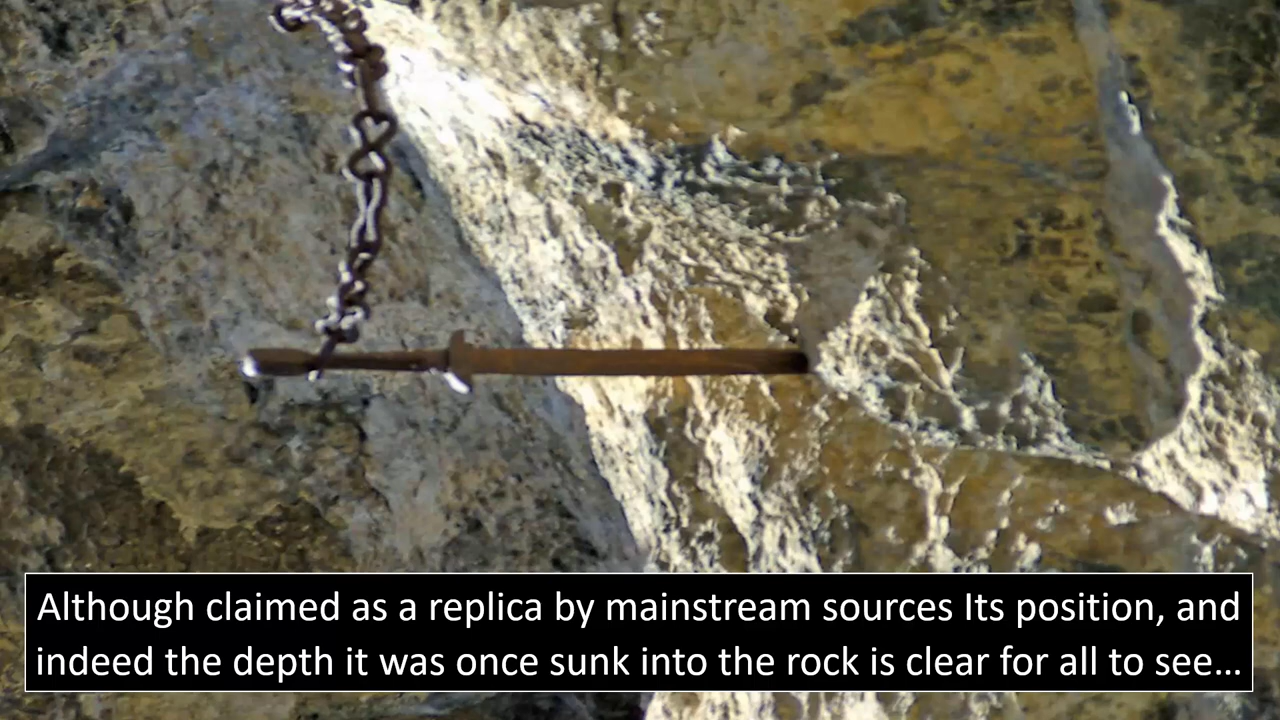 Although claimed as a replica by mainstream sources Its position, and
indeed the depth it was once sunk into the rock is clear for all to see...